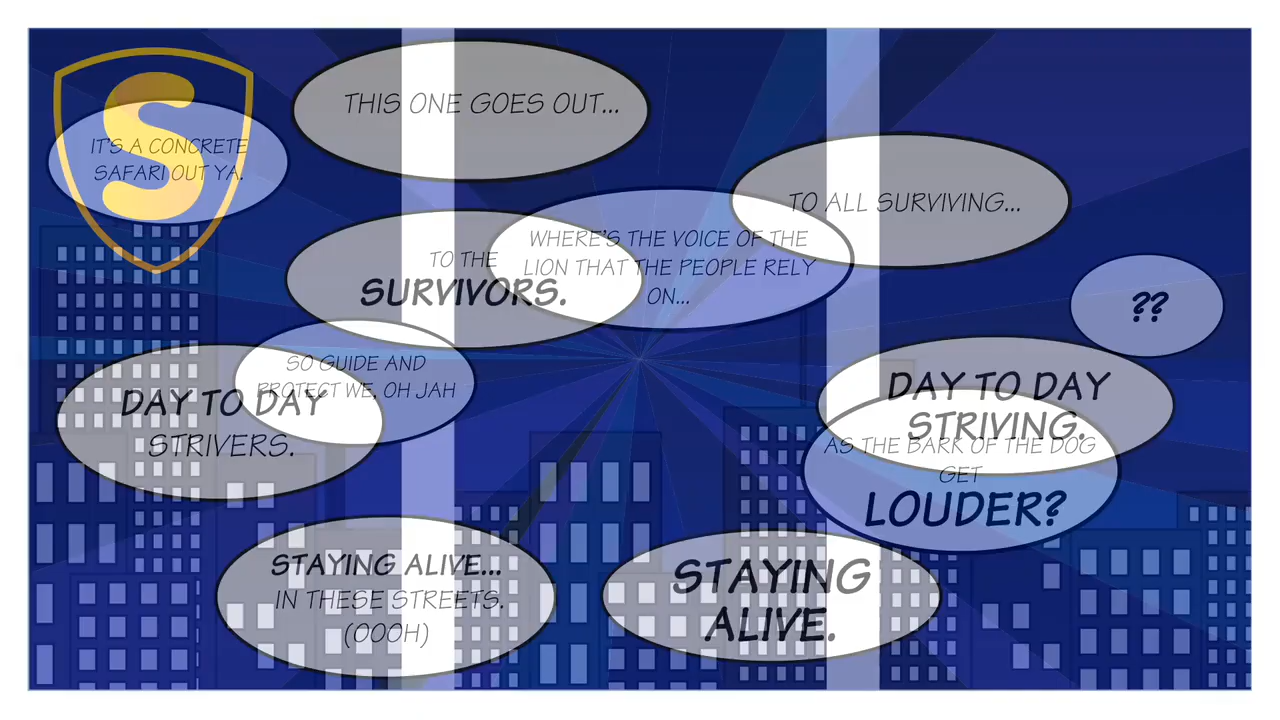 S
IT'S A CONCRETE
SAFARI OUT YA.
THIS ONE GOES OUT...
TO ALL SURVIVING...
WHERE'S THE VOICE OF THE
LION THAT THE PEOPLE RELY
ON...
TO THE
SURVIVORS.
??
SO GUIDE AND
PROTECT WE, OH JAH
DAY TO DAY
STRIVERS.
DAY TO DAY
STRIVING.
AS THE BARK OF THE DOG
GET
LOUDER?
STAYING ALIVE...
IN THESE STREETS.
(OOOH)
STAYING
ALIVE.